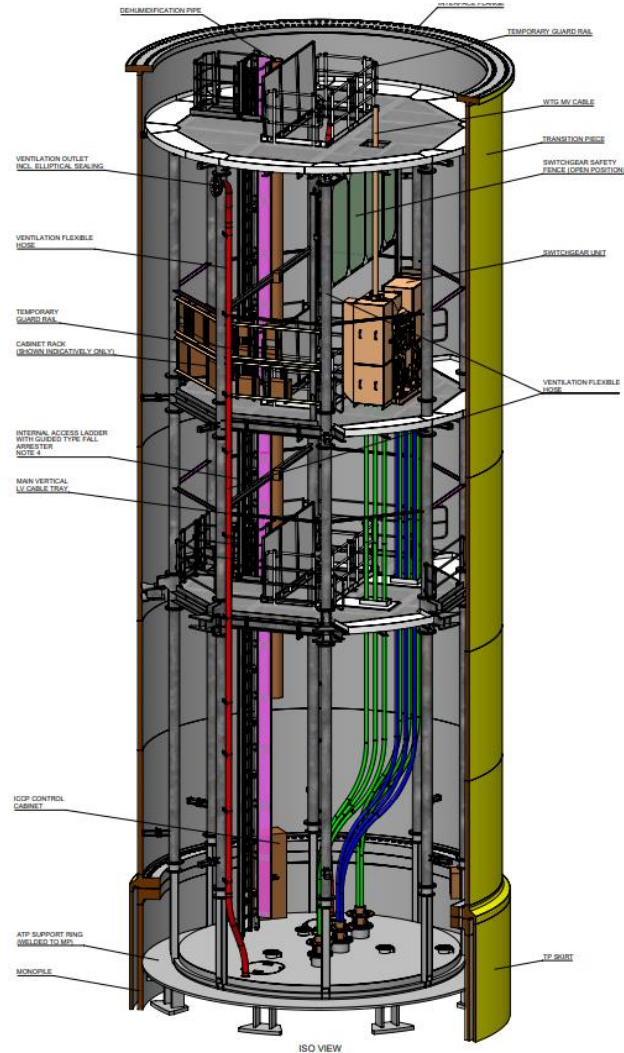 DEHUMIDIFICATION PIPE
INTERFACE FLANGE
TEMPORARY GUARD RAIL
WTG MV CABLE
TRANSITION PIECE
VENTILATION OUTLET
INCL. ELLIPTICAL SEALING
SWITCHGEAR SAFETY
FENCE (OPEN POSITION)
VENTILATION FLEXIBLE
HOSE
SWITCHGEAR UNIT
TEMPORARY
GUARD RAIL
CABINET RACK
(SHOWN INDICATIVELY ONLY)
VENTILATION FLEXIBLE
HOSE
INTERNAL ACCESS LADDER
WITH GUIDED TYPE FALL
ARRESTER
NOTE 4
MAIN VERTICAL
LV CABLE TRAY
ICCP CONTROL
CABINET
ATP SUPPORT RING
(WELDED TO MP)
MONOPILE
TP SKIRT
ISO VIEW